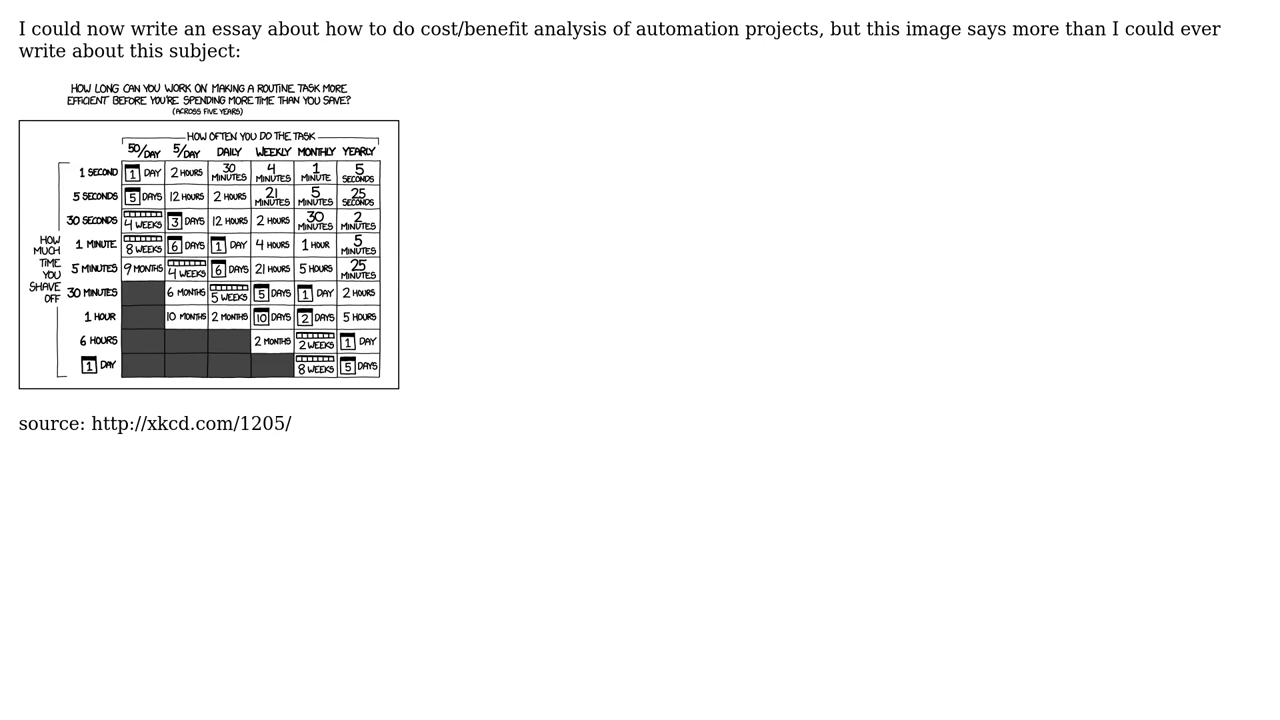 I could now write an essay about how to do cost/benefit analysis of automation projects, but this image says more than I could ever
write about this subject:
HOW LONG CAN YOU WORK ON MAKING A ROUTINE TASK MORE
EFFICIENT BEFORE YOU'RE SPENDING MORE TIME THAN YOU SAVE?
(ACROSS FIVE YEARS)
HOW OFTEN YOU DO THE TASK
50/DAY 5/DAY DAILY WEEKLY MONTHLY YEARLY
HOW MUCH TIME YOU SHAVE OFF
1 SECOND 1 DAY 2 HOURS 30 MINUTES 4 MINUTES 1 MINUTE 5 SECONDS
5 SECONDS 5 DAYS 12 HOURS 2 HOURS 21 MINUTES 5 MINUTES 25 SECONDS
30 SECONDS 4 WEEKS 3 DAYS 12 HOURS 2 HOURS 30 MINUTES 2 MINUTES
1 MINUTE 8 WEEKS 6 DAYS 1 DAY 4 HOURS 1 HOUR 5 MINUTES
5 MINUTES 9 MONTHS 4 WEEKS 6 DAYS 21 HOURS 5 HOURS 25 MINUTES
30 MINUTES 6 MONTHS 5 WEEKS 5 DAYS 1 DAY 2 HOURS
1 HOUR 10 MONTHS 2 MONTHS 10 DAYS 2 DAYS 5 HOURS
6 HOURS 2 MONTHS 2 WEEKS 1 DAY
1 DAY 8 WEEKS 5 DAYS
source: http://xkcd.com/1205/